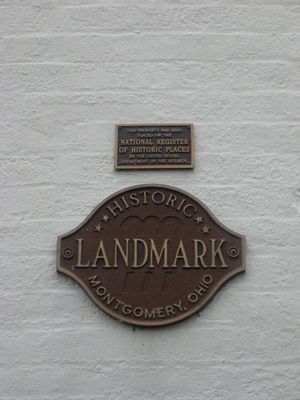 THIS PROPERTY HAS BEEN
PLACED ON THE
NATIONAL REGISTER
OF HISTORIC PLACES
BY THE UNITED STATES
DEPARTMENT OF THE INTERIOR
HISTORIC
LANDMARK
MONTGOMERY, OHIO